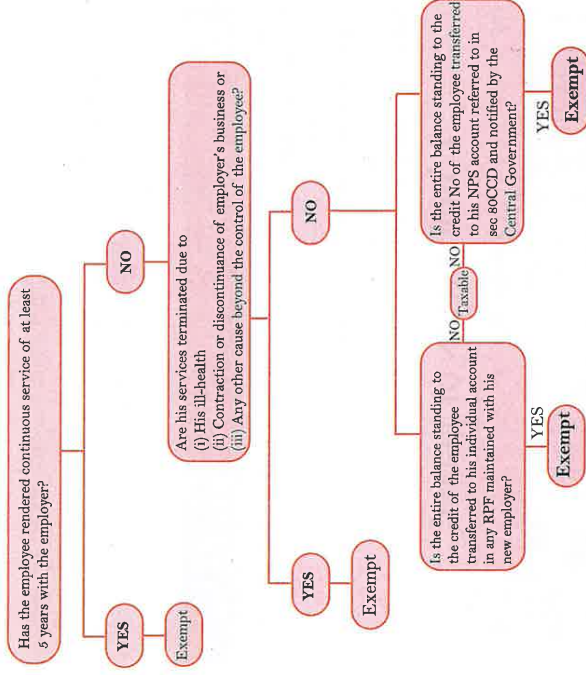 Has the employee rendered continuous service of at least
5 years with the employer?
YES
NO
Exempt
Are his services terminated due to
(i) His ill-health
(ii) Contraction or discontinuance of employer's business or
(iii) Any other cause beyond the control of the employee?
YES
NO
Exempt
Is the entire balance standing to
the credit of the employee
transferred to his individual account
in any RPF maintained with his
new employer?
NO
Taxable
NO
Is the entire balance standing to the
credit No of the employee transferred
to his NPS account referred to in
sec 80CCD and notified by the
Central Government?
YES
Exempt
YES
Exempt